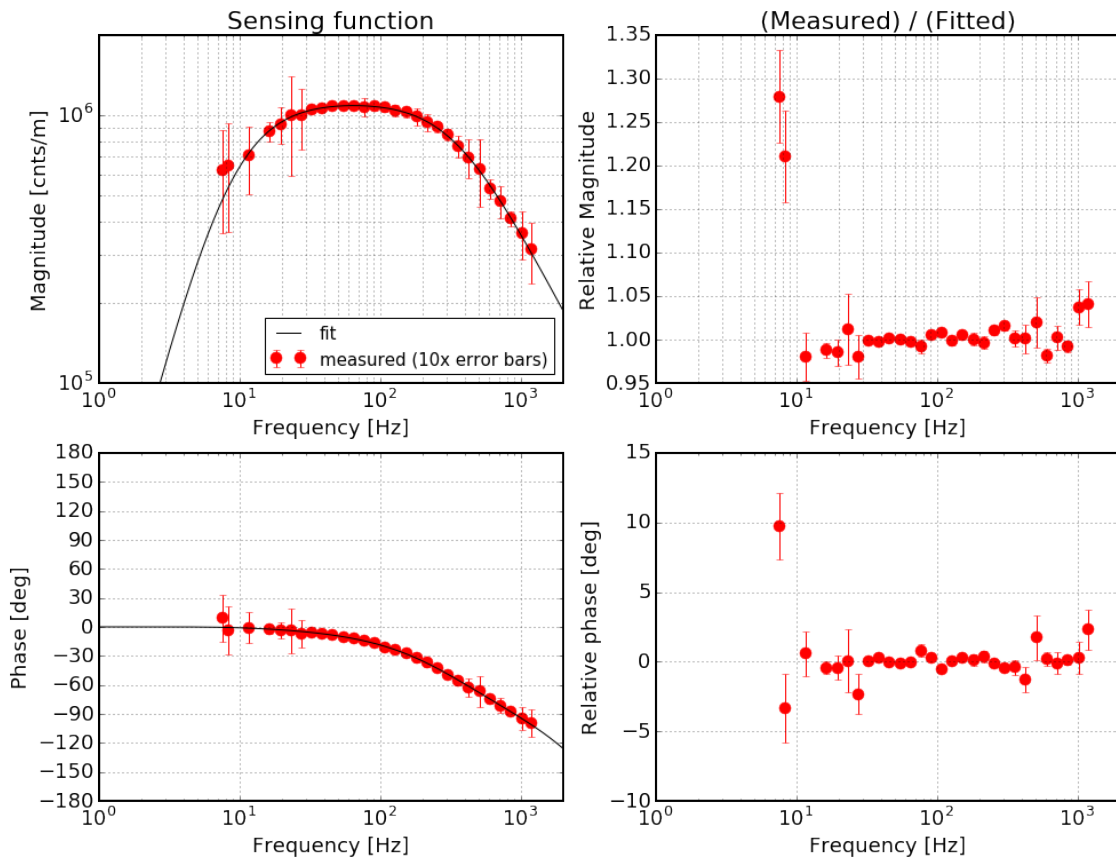 Sensing function
Magnitude [cnts/m]
10^6
10^5
fit
measured (10x error bars)
10^0 10^1 10^2 10^3
Frequency [Hz]
(Measured) / (Fitted)
Relative Magnitude
1.35
1.30
1.25
1.20
1.15
1.10
1.05
1.00
0.95
10^0 10^1 10^2 10^3
Frequency [Hz]
Phase [deg]
180
150
120
90
60
30
0
−30
−60
−90
−120
−150
−180
10^0 10^1 10^2 10^3
Frequency [Hz]
Relative phase [deg]
15
10
5
0
−5
−10
10^0 10^1 10^2 10^3
Frequency [Hz]